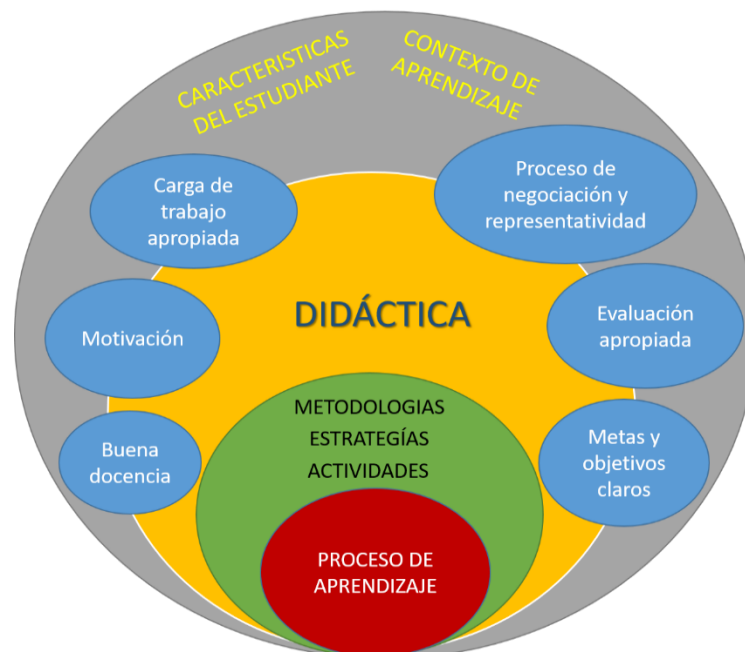 CARACTERISTICAS
DEL ESTUDIANTE
CONTEXTO DE
APRENDIZAJE
Carga de
trabajo
apropiada
Proceso de
negociación y
representatividad
Motivación
DIDÁCTICA
Evaluación
apropiada
Buena
docencia
METODOLOGIAS
ESTRATEGÍAS
ACTIVIDADES
Metas y
objetivos
claros
PROCESO DE
APRENDIZAJE